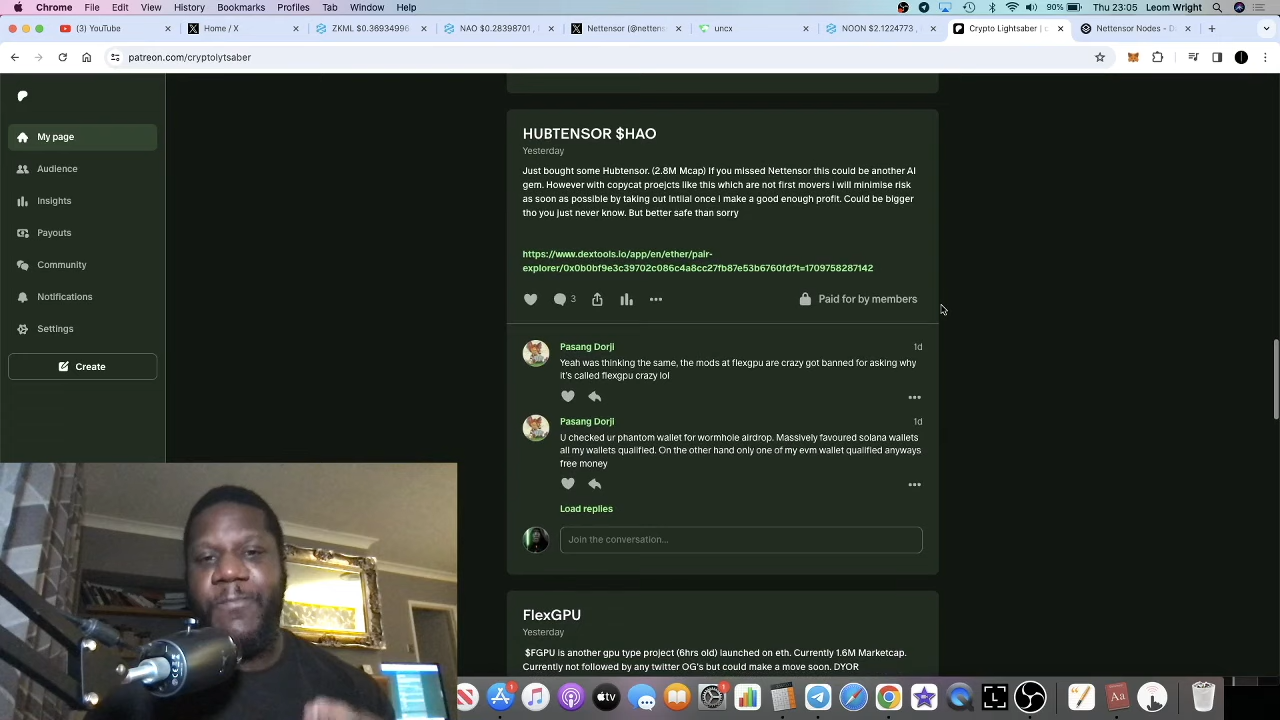 Chrome File Edit View History Bookmarks Profiles Tab Window Help
90% Thu 23:05 Leom Wright
(3) YouTube
Home / X
ZKML $0.36934996
NAO $0.28398701
Nettensor (@nettens
uncx
NOON $2.1224773
Crypto Lightsaber | c
Nettensor Nodes - D
patreon.com/cryptolytsaber
My page
Audience
Insights
Payouts
Community
Notifications
Settings
Create
HUBTENSOR $HAO
Yesterday
Just bought some Hubtensor. (2.8M Mcap) If you missed Nettensor this could be another AI
gem. However with copycat proejcts like this which are not first movers i will minimise risk
as soon as possible by taking out intiial once i make a good enough profit. Could be bigger
tho you just never know. But better safe than sorry
https://www.dextools.io/app/en/ether/pair-
explorer/0x0b0bf9e3c39702c086c4a8cc27fb87e53b6760fd?t=1709758287142
3
Paid for by members
Pasang Dorji
1d
Yeah was thinking the same, the mods at flexgpu are crazy got banned for asking why
it's called flexgpu crazy lol
Pasang Dorji
1d
U checked ur phantom wallet for wormhole airdrop. Massively favoured solana wallets
all my wallets qualified. On the other hand only one of my evm wallet qualified anyways
free money
Load replies
Join the conversation...
FlexGPU
Yesterday
$FGPU is another gpu type project (6hrs old) launched on eth. Currently 1.6M Marketcap.
Currently not followed by any twitter OG's but could make a move soon. DYOR